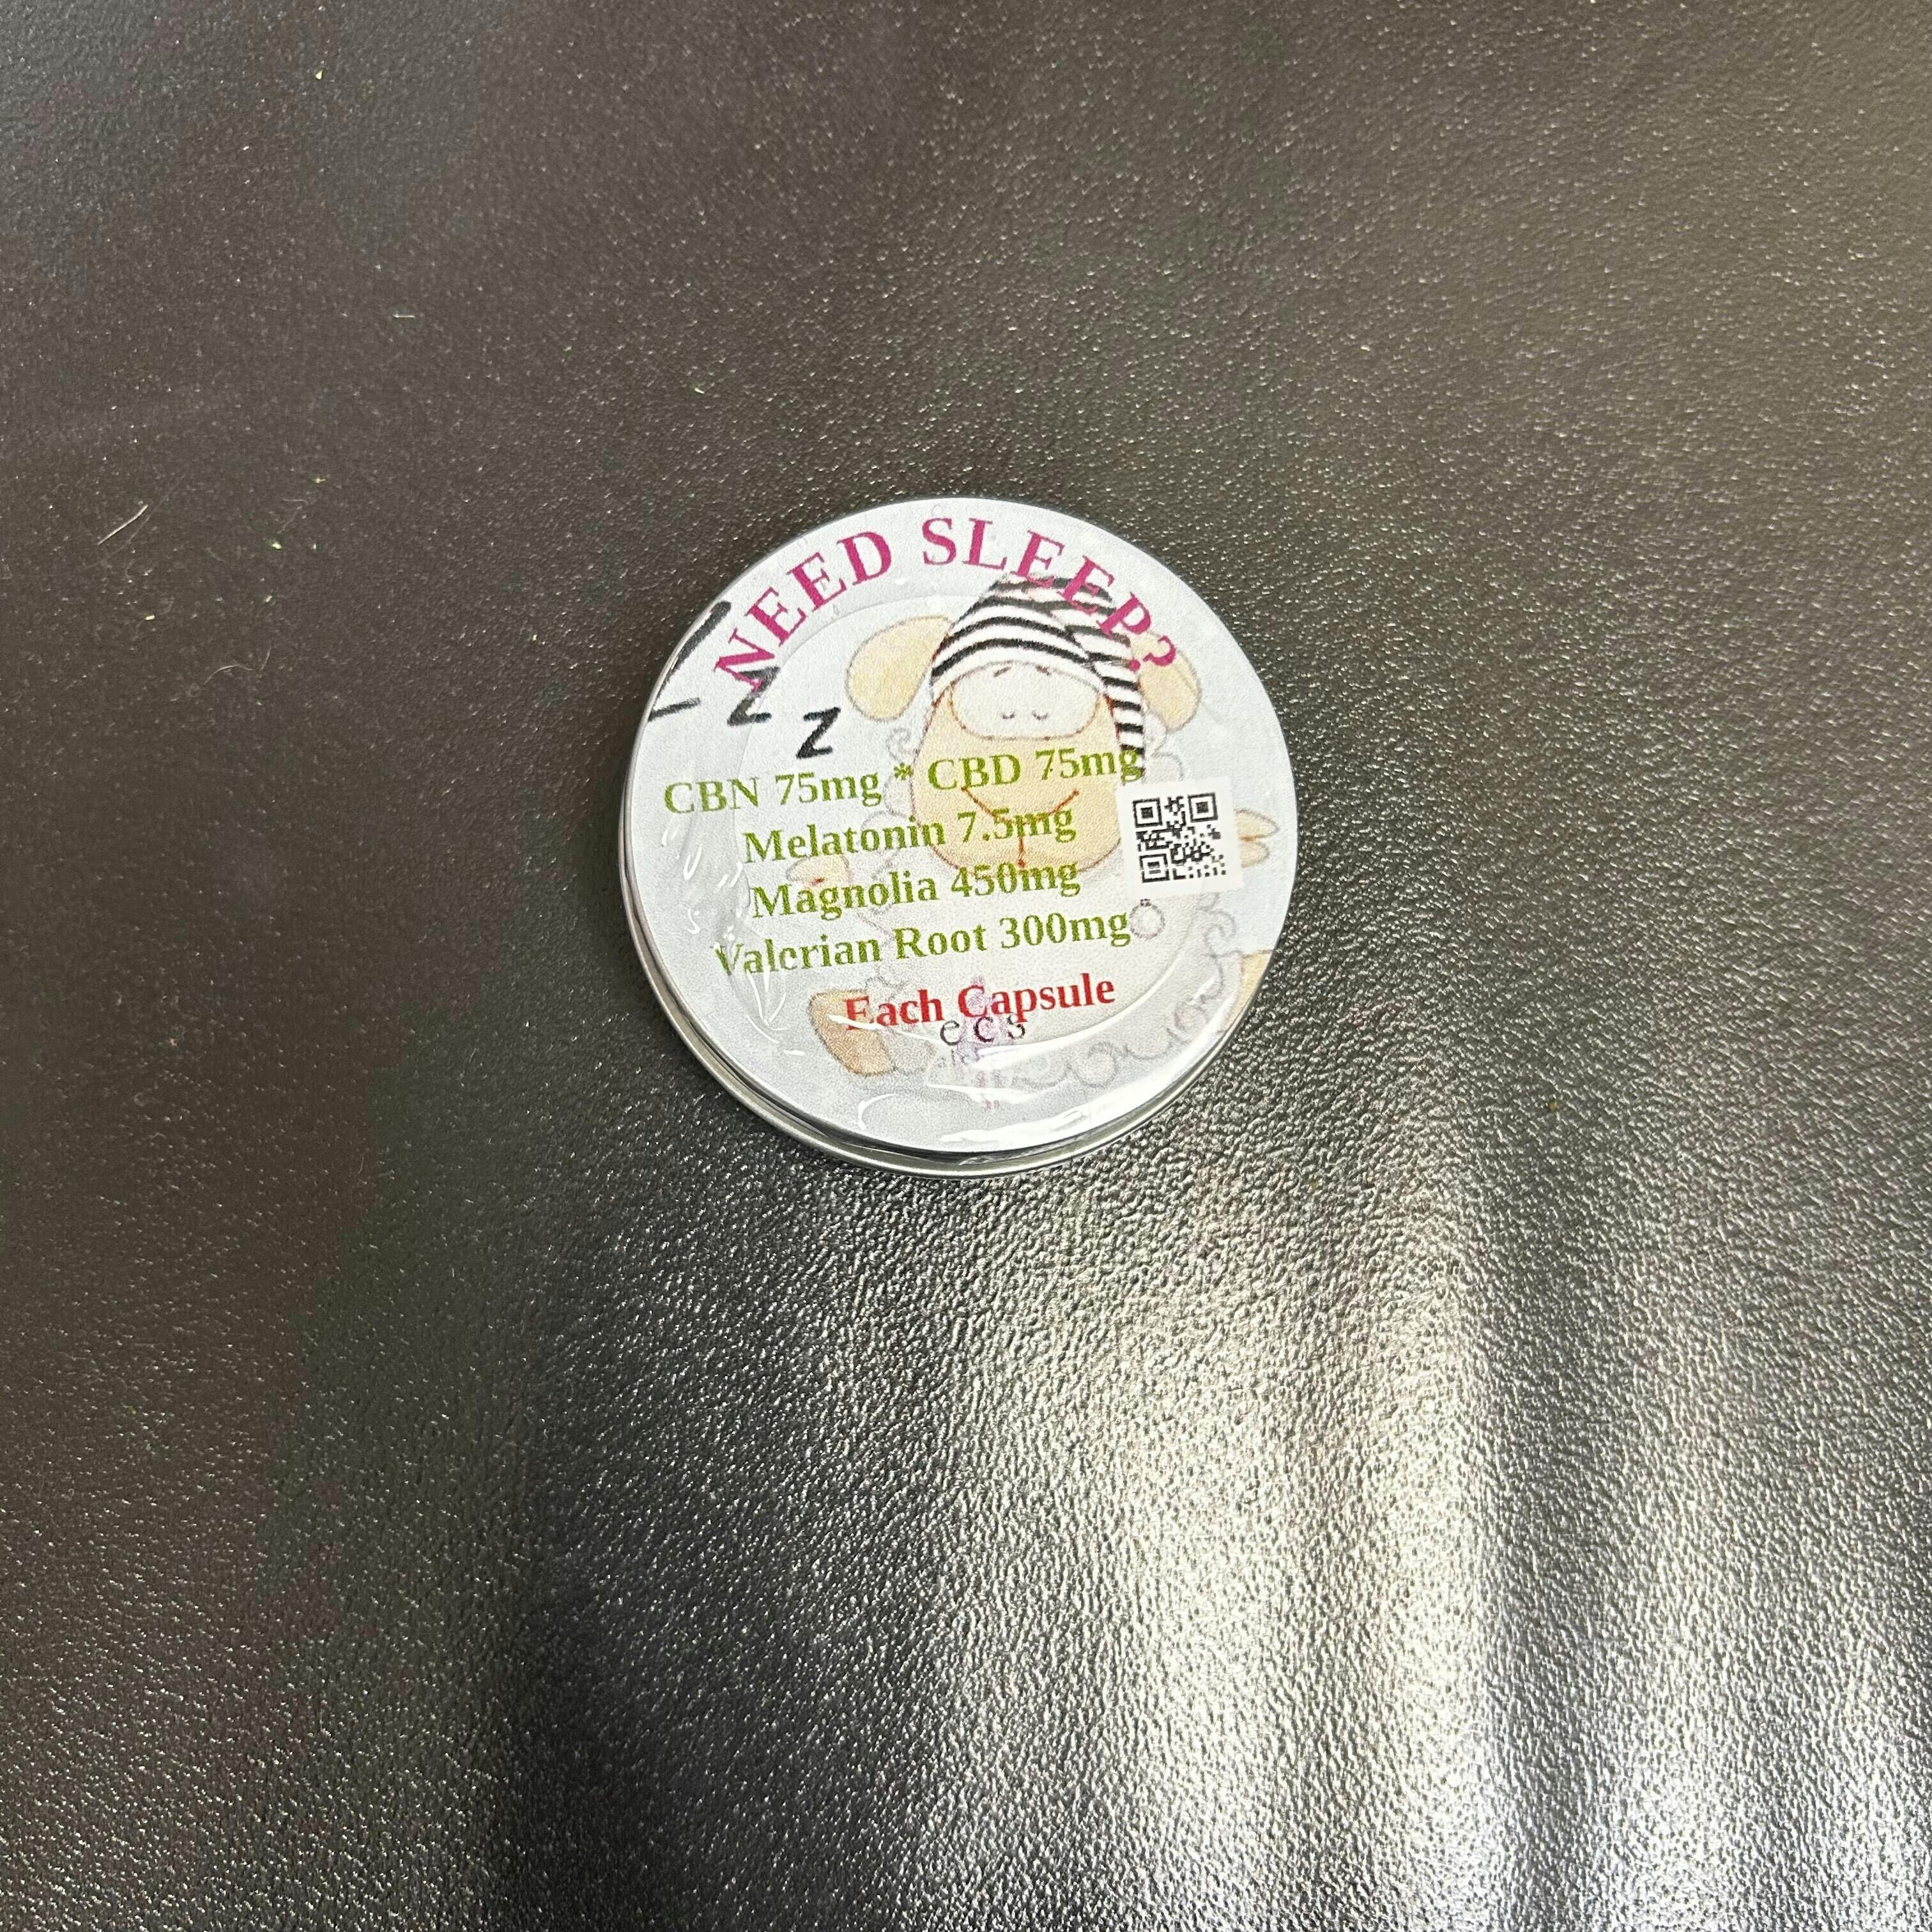 NEED SLEEP?
z
z
CBN 75mg * CBD 75mg
Melatonin 7.5mg
Magnolia 450mg
Valerian Root 300mg
Each Capsule